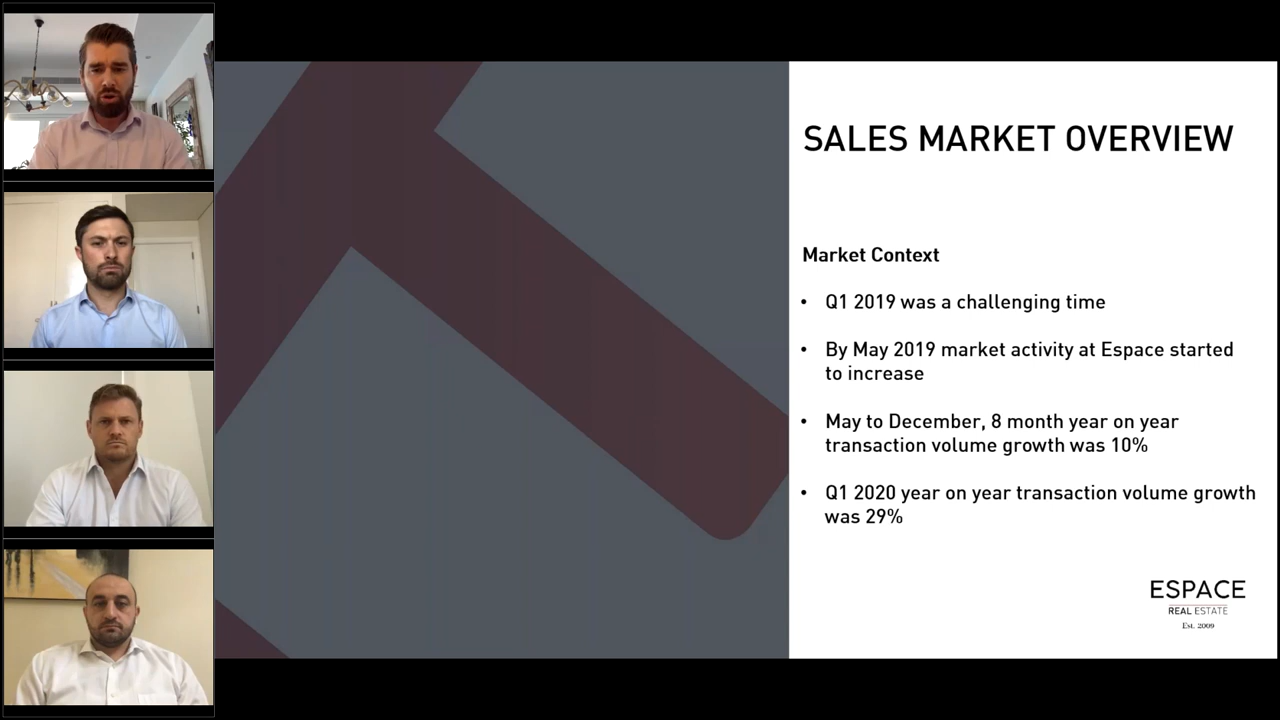 SALES MARKET OVERVIEW
Market Context
• Q1 2019 was a challenging time
• By May 2019 market activity at Espace started
to increase
• May to December, 8 month year on year
transaction volume growth was 10%
• Q1 2020 year on year transaction volume growth
was 29%
ESPACE
REAL ESTATE
Est. 2009